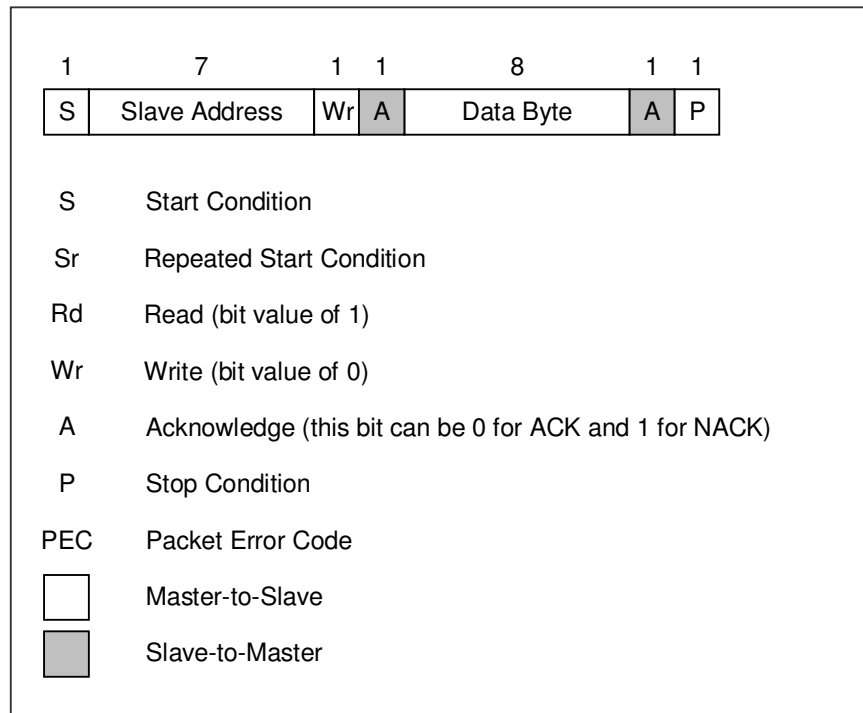 1 7 1 1 8 1 1
S Slave Address Wr A Data Byte A P
S Start Condition
Sr Repeated Start Condition
Rd Read (bit value of 1)
Wr Write (bit value of 0)
A Acknowledge (this bit can be 0 for ACK and 1 for NACK)
P Stop Condition
PEC Packet Error Code
Master-to-Slave
Slave-to-Master